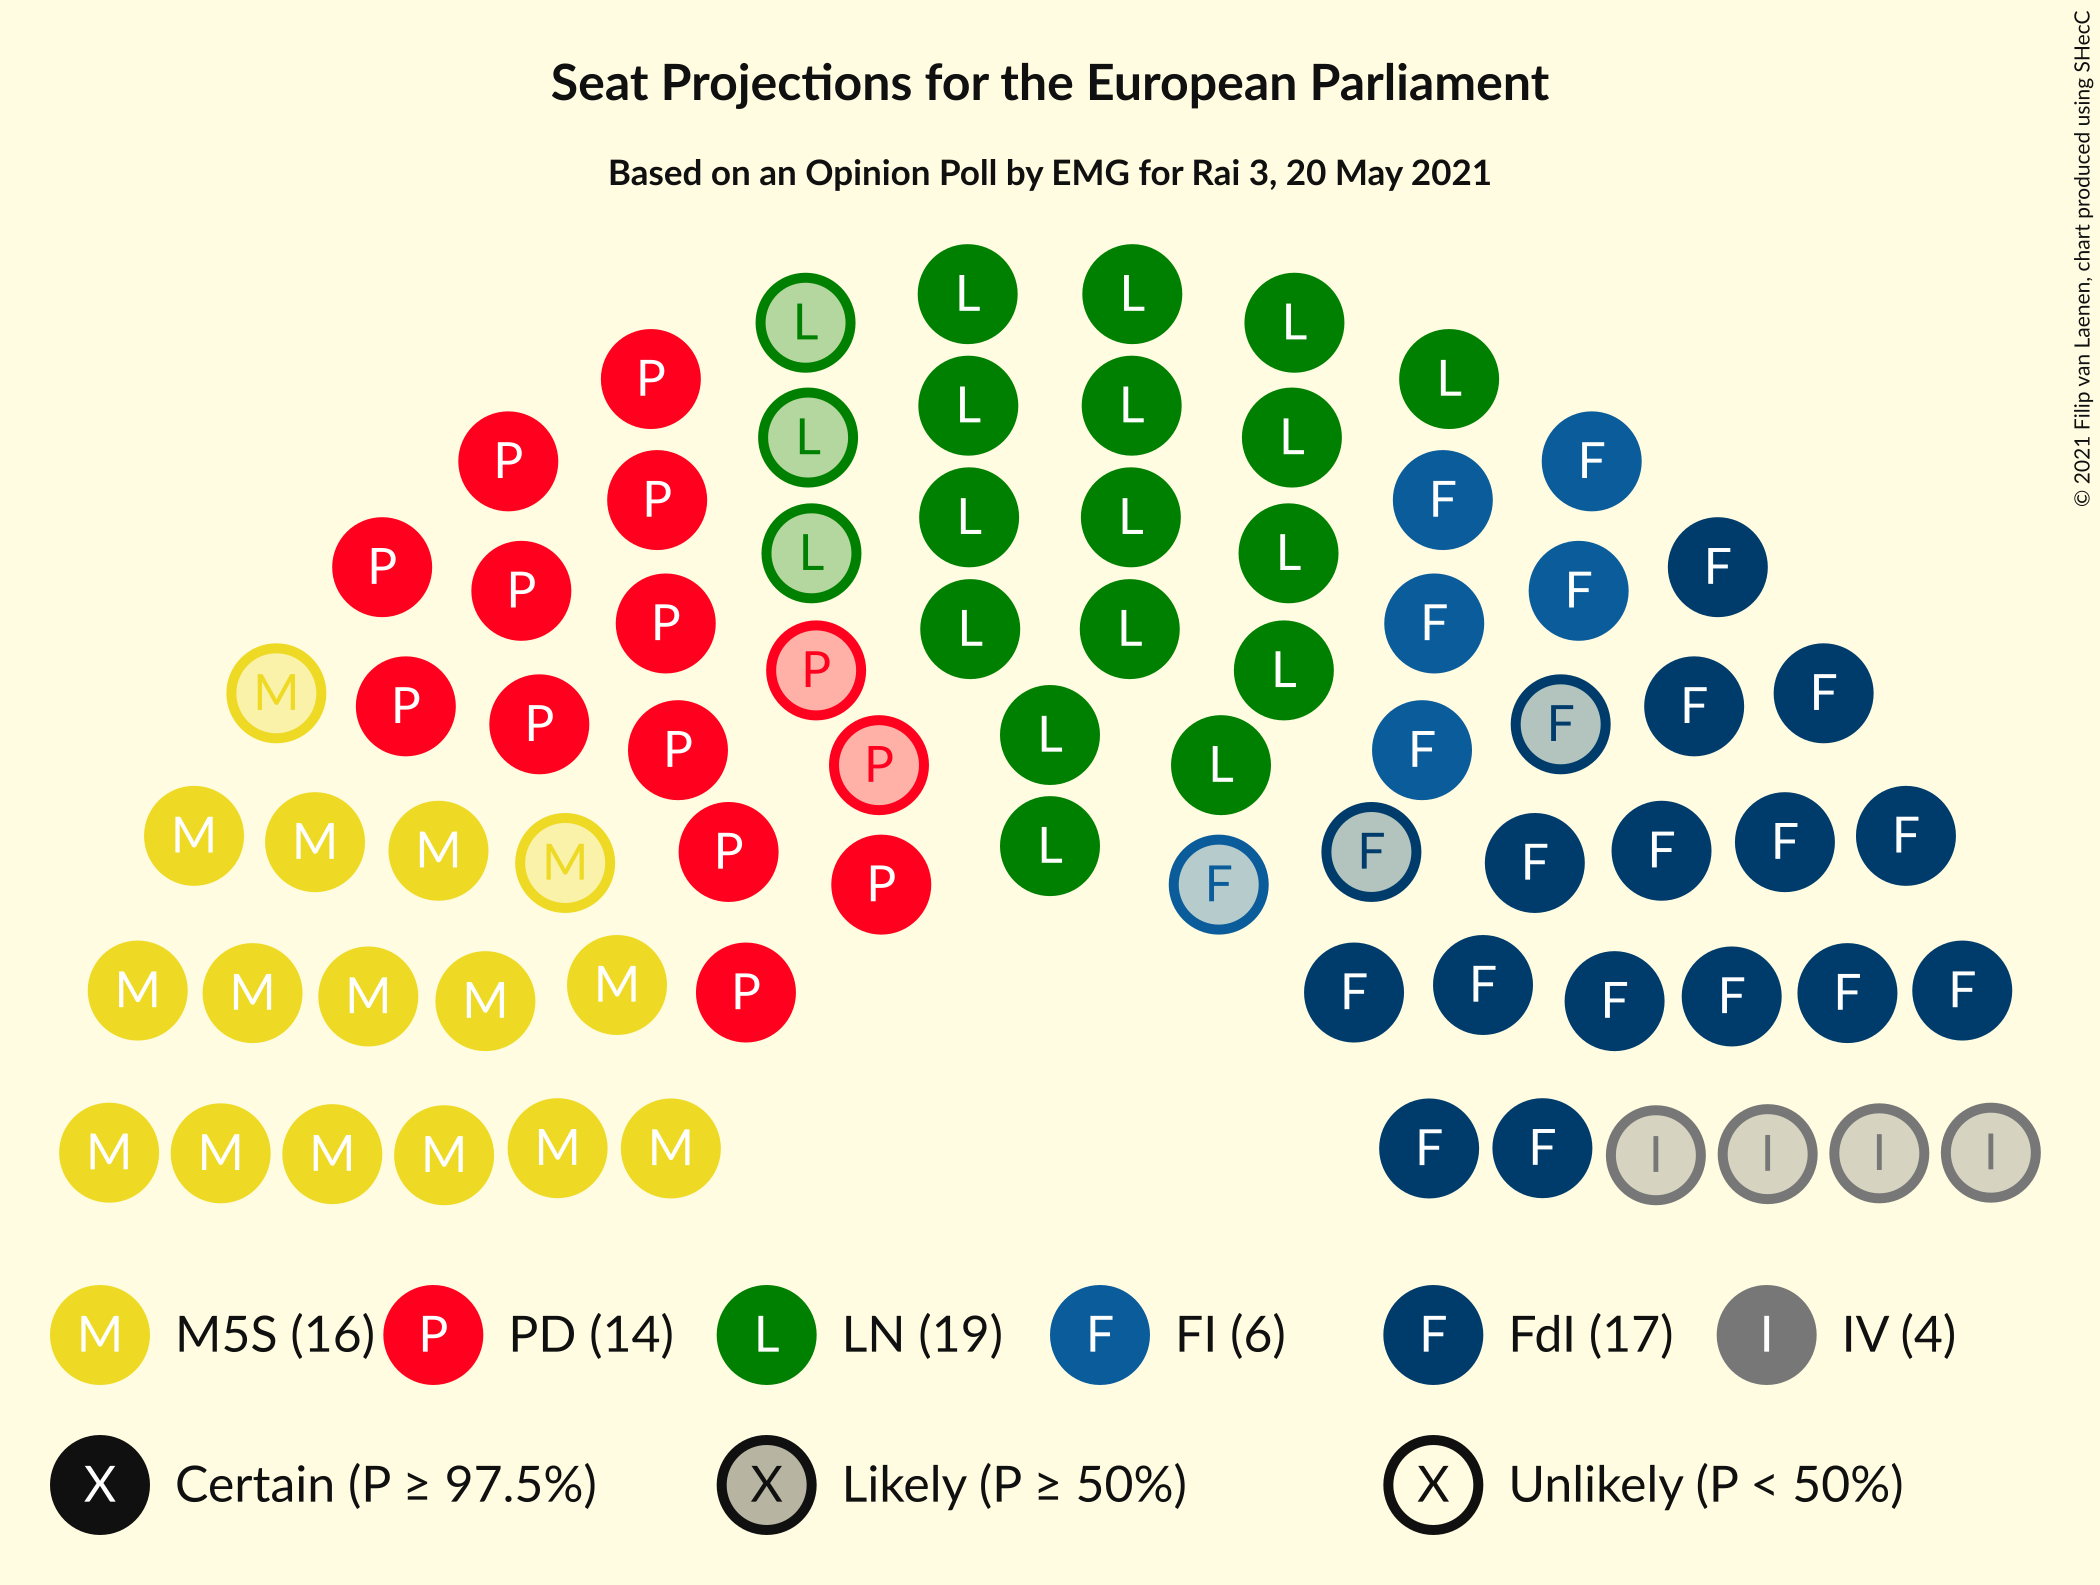 Seat Projections for the European Parliament
Based on an Opinion Poll by EMG for Rai 3, 20 May 2021
© 2021 Filip van Laenen, chart produced using SHecC
L L L L
P L
L L
P F
L L L
P F
P F
L L
P F
L L
P F
P F
L L
P F
P L
M F
P F
P F
P F
L
P L
M M F F
M F
P F
L
M F
P F
M M F F
M M M M M P F F F F F F
M M M M M M F F I I I I
M M5S (16) P PD (14) L LN (19) F FI (6) F FdI (17) I IV (4)
X Certain (P ≥ 97.5%) X Likely (P ≥ 50%) X Unlikely (P < 50%)